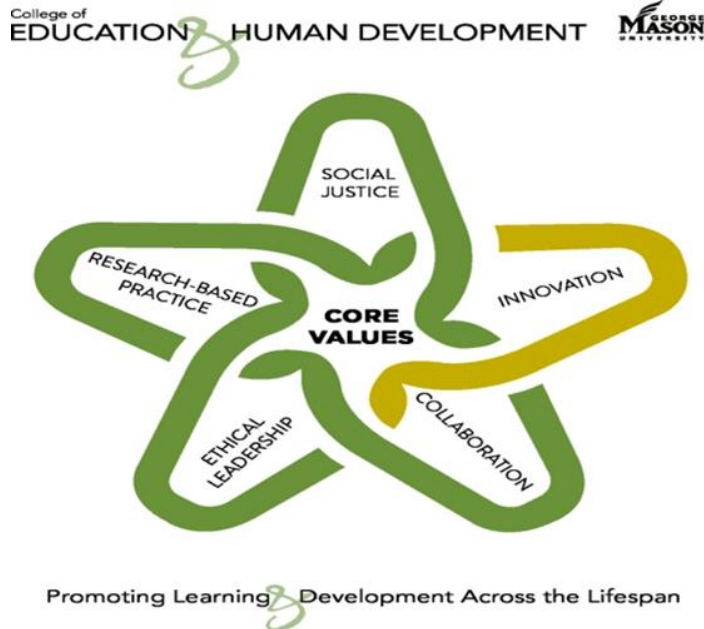 College of
EDUCATION & HUMAN DEVELOPMENT
GEORGE
MASON
UNIVERSITY
SOCIAL
JUSTICE
RESEARCH-BASED
PRACTICE
INNOVATION
CORE
VALUES
ETHICAL
LEADERSHIP
COLLABORATION
Promoting Learning & Development Across the Lifespan